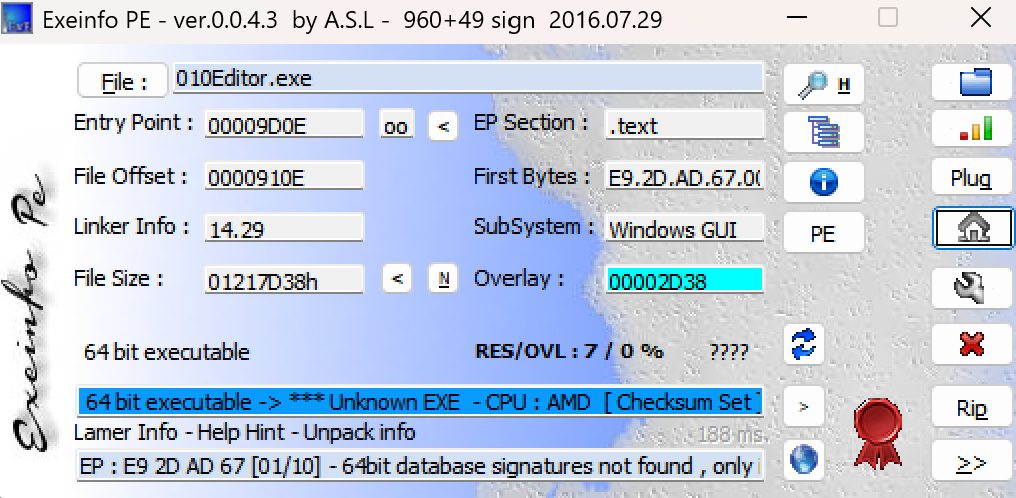 Exeinfo PE - ver.0.0.4.3 by A.S.L - 960+49 sign 2016.07.29
File : 010Editor.exe H
Entry Point : 00009D0E oo < EP Section : .text
File Offset : 0000910E First Bytes : E9.2D.AD.67.00 Plug
Linker Info : 14.29 SubSystem : Windows GUI PE
File Size : 01217D38h < N Overlay : 00002D38
64 bit executable RES/OVL : 7 / 0 % ????
64 bit executable -> *** Unknown EXE - CPU : AMD [ Checksum Set ] > Rip
Lamer Info - Help Hint - Unpack info 188 ms.
EP : E9 2D AD 67 [01/10] - 64bit database signatures not found , only >>
Exeinfo Pe